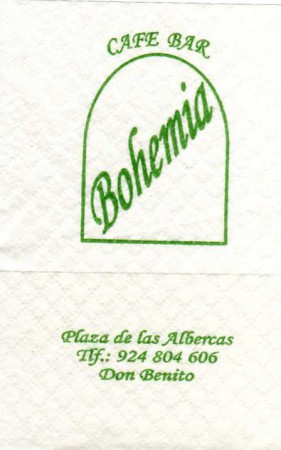 CAFE BAR
Bohemia
Plaza de las Albercas
Tlf.: 924 804 606
Don Benito